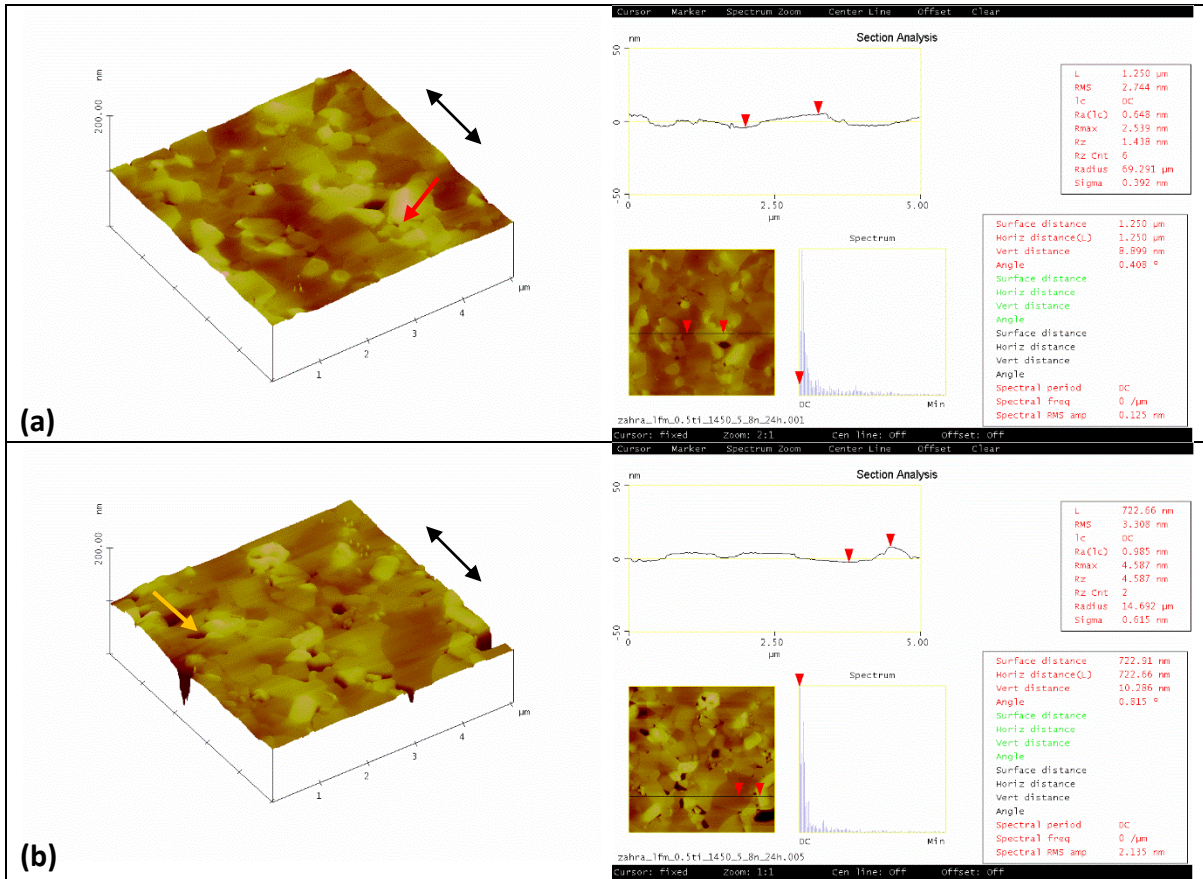 Cursor Marker Spectrum Zoom Center Line Offset Clear
nm
Section Analysis
50
0
-50
0 2.50 5.00
µm
L 1.250 µm
RMS 2.744 nm
lc DC
Ra(lc) 0.648 nm
Rmax 2.539 nm
Rz 1.438 nm
Rz Cnt 6
Radius 69.291 µm
Sigma 0.392 nm
Surface distance 1.250 µm
Horiz distance(L) 1.250 µm
Vert distance 8.899 nm
Angle 0.408 °
Surface distance
Horiz distance
Vert distance
Angle
Surface distance
Horiz distance
Vert distance
Angle
Spectral period DC
Spectral freq 0 /µm
Spectral RMS amp 0.125 nm
Spectrum
DC Min
zahra_lfm_0.5ti_1450_5_8n_24h.001
Cursor: fixed Zoom: 2:1 Cen line: Off Offset: Off
nm
200.00
1
2
3
4
µm
(a)
Cursor Marker Spectrum Zoom Center Line Offset Clear
nm
Section Analysis
50
0
-50
0 2.50 5.00
µm
L 722.66 nm
RMS 3.308 nm
lc DC
Ra(lc) 0.985 nm
Rmax 4.587 nm
Rz 4.587 nm
Rz Cnt 2
Radius 14.692 µm
Sigma 0.615 nm
Surface distance 722.91 nm
Horiz distance(L) 722.66 nm
Vert distance 10.286 nm
Angle 0.815 °
Surface distance
Horiz distance
Vert distance
Angle
Surface distance
Horiz distance
Vert distance
Angle
Spectral period DC
Spectral freq 0 /µm
Spectral RMS amp 2.135 nm
Spectrum
DC Min
zahra_lfm_0.5ti_1450_5_8n_24h.005
Cursor: fixed Zoom: 1:1 Cen line: Off Offset: Off
nm
200.00
1
2
3
4
µm
(b)